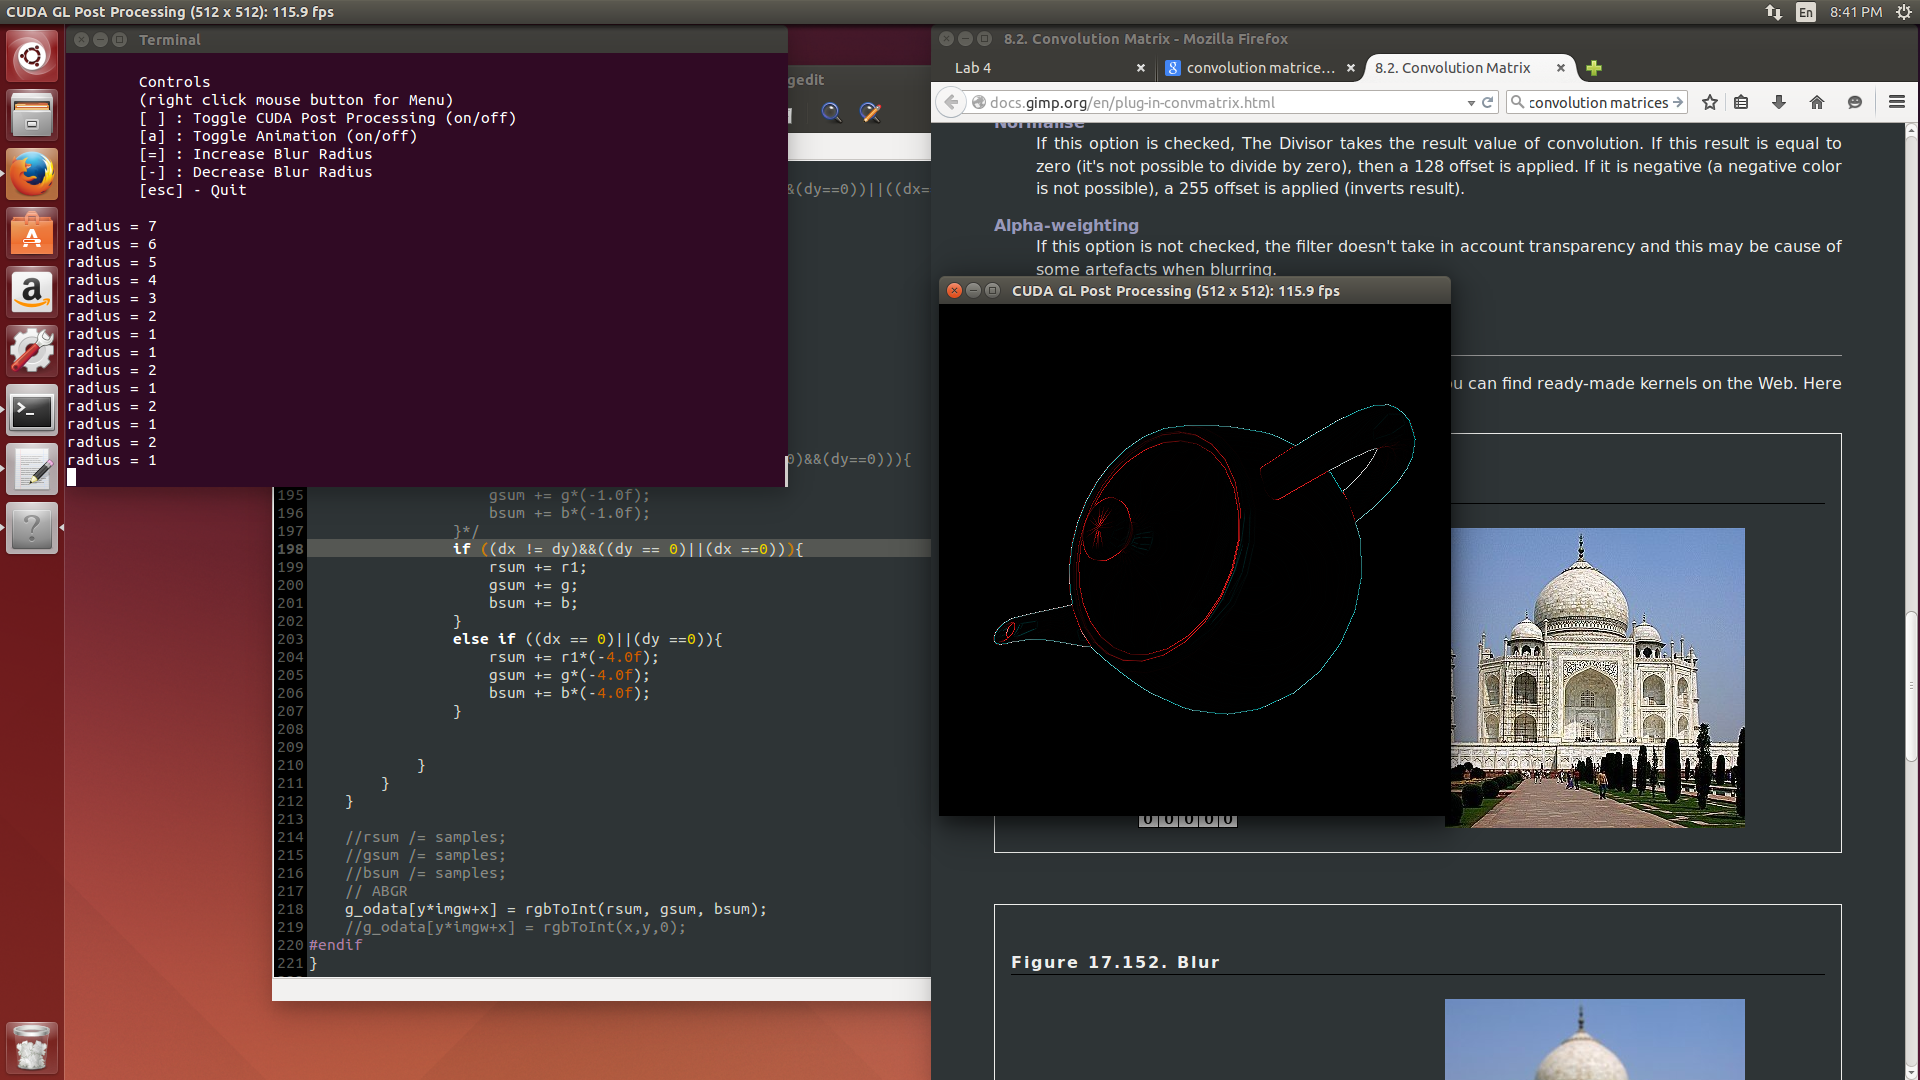 CUDA GL Post Processing (512 x 512): 115.9 fps
En
8:41 PM
Terminal
Controls
(right click mouse button for Menu)
[ ] : Toggle CUDA Post Processing (on/off)
[a] : Toggle Animation (on/off)
[=] : Increase Blur Radius
[-] : Decrease Blur Radius
[esc] - Quit
radius = 7
radius = 6
radius = 5
radius = 4
radius = 3
radius = 2
radius = 1
radius = 1
radius = 2
radius = 1
radius = 2
radius = 1
radius = 2
radius = 1
gedit
&(dy==0))||((dx=
)&&(dy==0))){
195 gsum += g*(-1.0f);
196 bsum += b*(-1.0f);
197 }*/
198 if ((dx != dy)&&((dy == 0)||(dx ==0))){
199 rsum += r1;
200 gsum += g;
201 bsum += b;
202 }
203 else if ((dx == 0)||(dy ==0)){
204 rsum += r1*(-4.0f);
205 gsum += g*(-4.0f);
206 bsum += b*(-4.0f);
207 }
208
209
210 }
211 }
212 }
213
214 //rsum /= samples;
215 //gsum /= samples;
216 //bsum /= samples;
217 // ABGR
218 g_odata[y*imgw+x] = rgbToInt(rsum, gsum, bsum);
219 //g_odata[y*imgw+x] = rgbToInt(x,y,0);
220 #endif
221 }
8.2. Convolution Matrix - Mozilla Firefox
Lab 4
convolution matrice...
8.2. Convolution Matrix
docs.gimp.org/en/plug-in-convmatrix.html
convolution matrices
Normalise
If this option is checked, The Divisor takes the result value of convolution. If this result is equal to
zero (it's not possible to divide by zero), then a 128 offset is applied. If it is negative (a negative color
is not possible), a 255 offset is applied (inverts result).
Alpha-weighting
If this option is not checked, the filter doesn't take in account transparency and this may be cause of
some artefacts when blurring.
CUDA GL Post Processing (512 x 512): 115.9 fps
can find ready-made kernels on the Web. Here
0 0 0 0 0
Figure 17.152. Blur